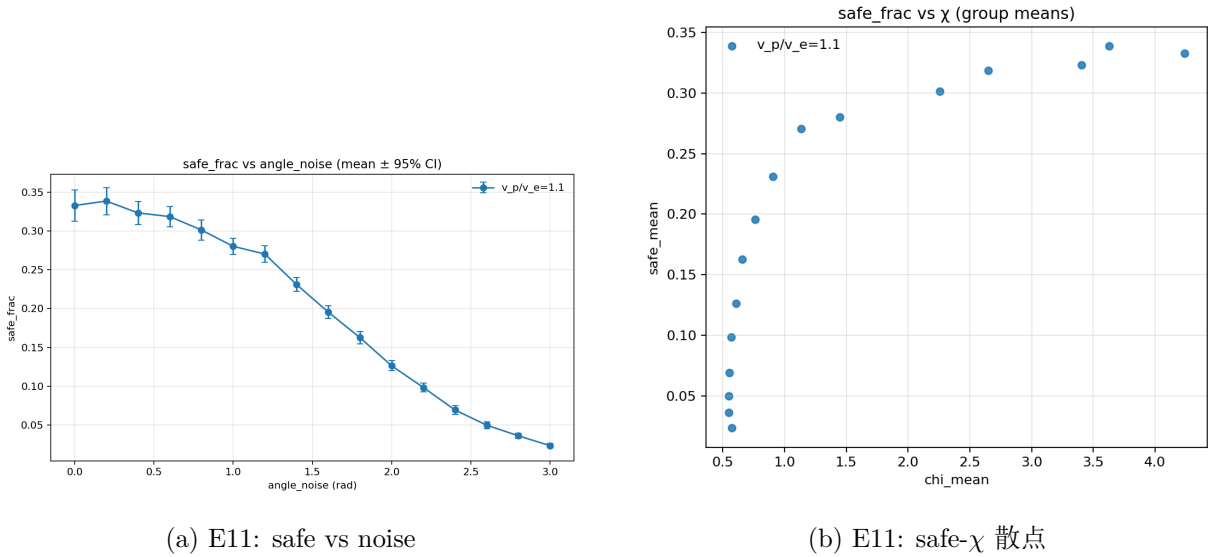 safe_frac vs angle_noise (mean ± 95% CI)
v_p/v_e=1.1
safe_frac
0.35
0.30
0.25
0.20
0.15
0.10
0.05
0.0 0.5 1.0 1.5 2.0 2.5 3.0
angle_noise (rad)
(a) E11: safe vs noise
safe_frac vs χ (group means)
v_p/v_e=1.1
safe_mean
0.35
0.30
0.25
0.20
0.15
0.10
0.05
0.5 1.0 1.5 2.0 2.5 3.0 3.5 4.0
chi_mean
(b) E11: safe-χ 散点